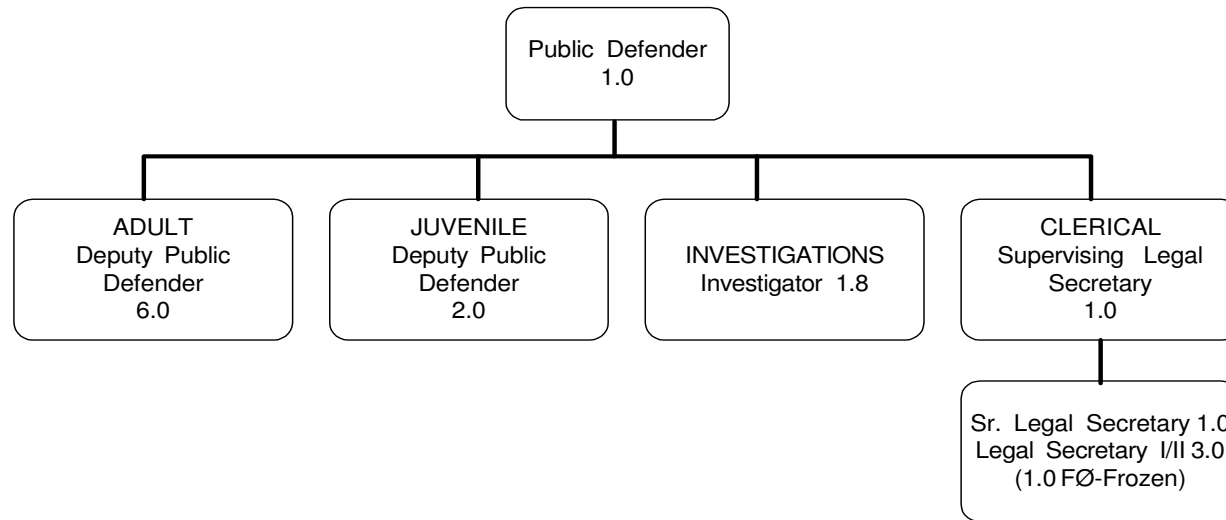 Public Defender
1.0
ADULT
Deputy Public
Defender
6.0
JUVENILE
Deputy Public
Defender
2.0
INVESTIGATIONS
Investigator 1.8
CLERICAL
Supervising Legal
Secretary
1.0
Sr. Legal Secretary 1.0
Legal Secretary I/II 3.0
(1.0 FØ-Frozen)